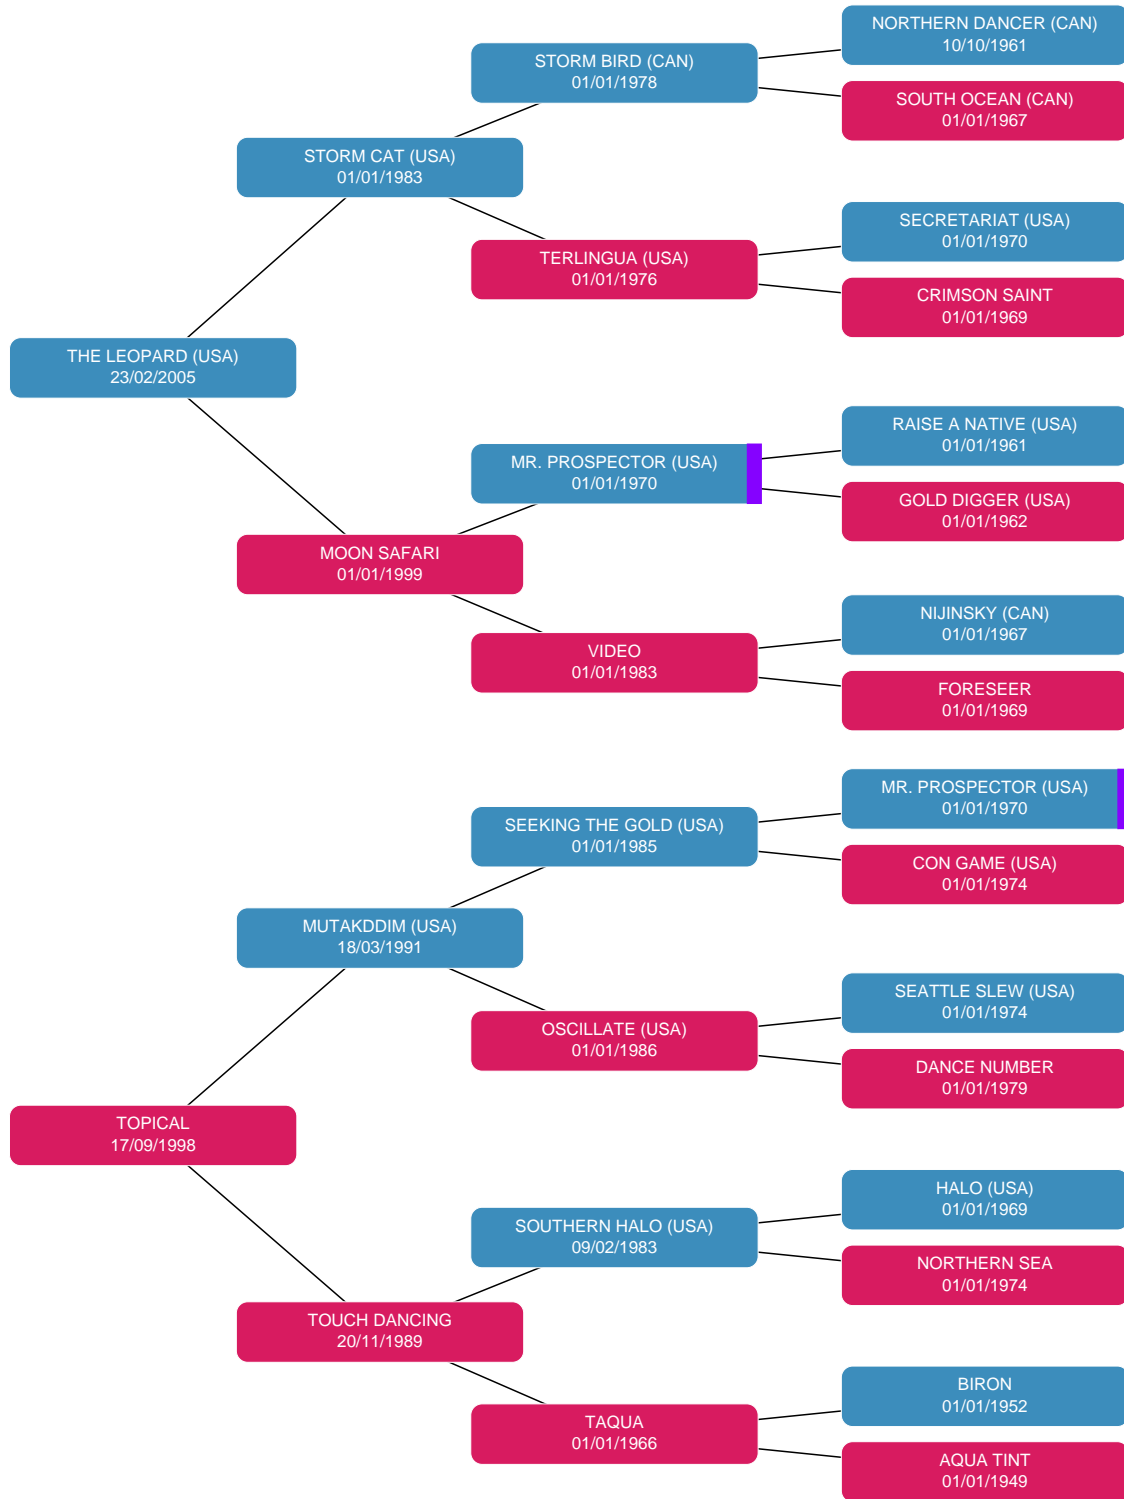 NORTHERN DANCER (CAN)
10/10/1961
STORM BIRD (CAN)
01/01/1978
SOUTH OCEAN (CAN)
01/01/1967
STORM CAT (USA)
01/01/1983
SECRETARIAT (USA)
01/01/1970
TERLINGUA (USA)
01/01/1976
CRIMSON SAINT
01/01/1969
THE LEOPARD (USA)
23/02/2005
RAISE A NATIVE (USA)
01/01/1961
MR. PROSPECTOR (USA)
01/01/1970
GOLD DIGGER (USA)
01/01/1962
MOON SAFARI
01/01/1999
NIJINSKY (CAN)
01/01/1967
VIDEO
01/01/1983
FORESEER
01/01/1969
MR. PROSPECTOR (USA)
01/01/1970
SEEKING THE GOLD (USA)
01/01/1985
CON GAME (USA)
01/01/1974
MUTAKDDIM (USA)
18/03/1991
SEATTLE SLEW (USA)
01/01/1974
OSCILLATE (USA)
01/01/1986
DANCE NUMBER
01/01/1979
TOPICAL
17/09/1998
HALO (USA)
01/01/1969
SOUTHERN HALO (USA)
09/02/1983
NORTHERN SEA
01/01/1974
TOUCH DANCING
20/11/1989
BIRON
01/01/1952
TAQUA
01/01/1966
AQUA TINT
01/01/1949